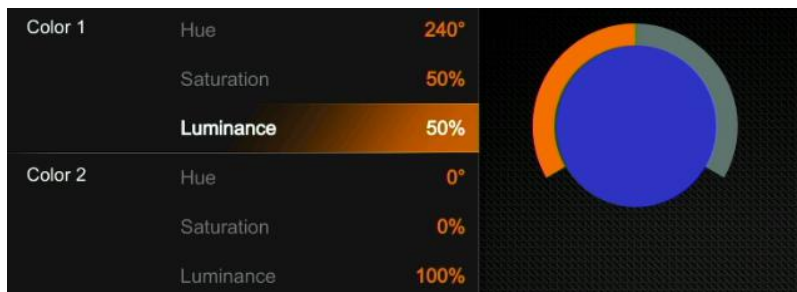 Color 1 Hue 240°
Saturation 50%
Luminance 50%
Color 2 Hue 0°
Saturation 0%
Luminance 100%